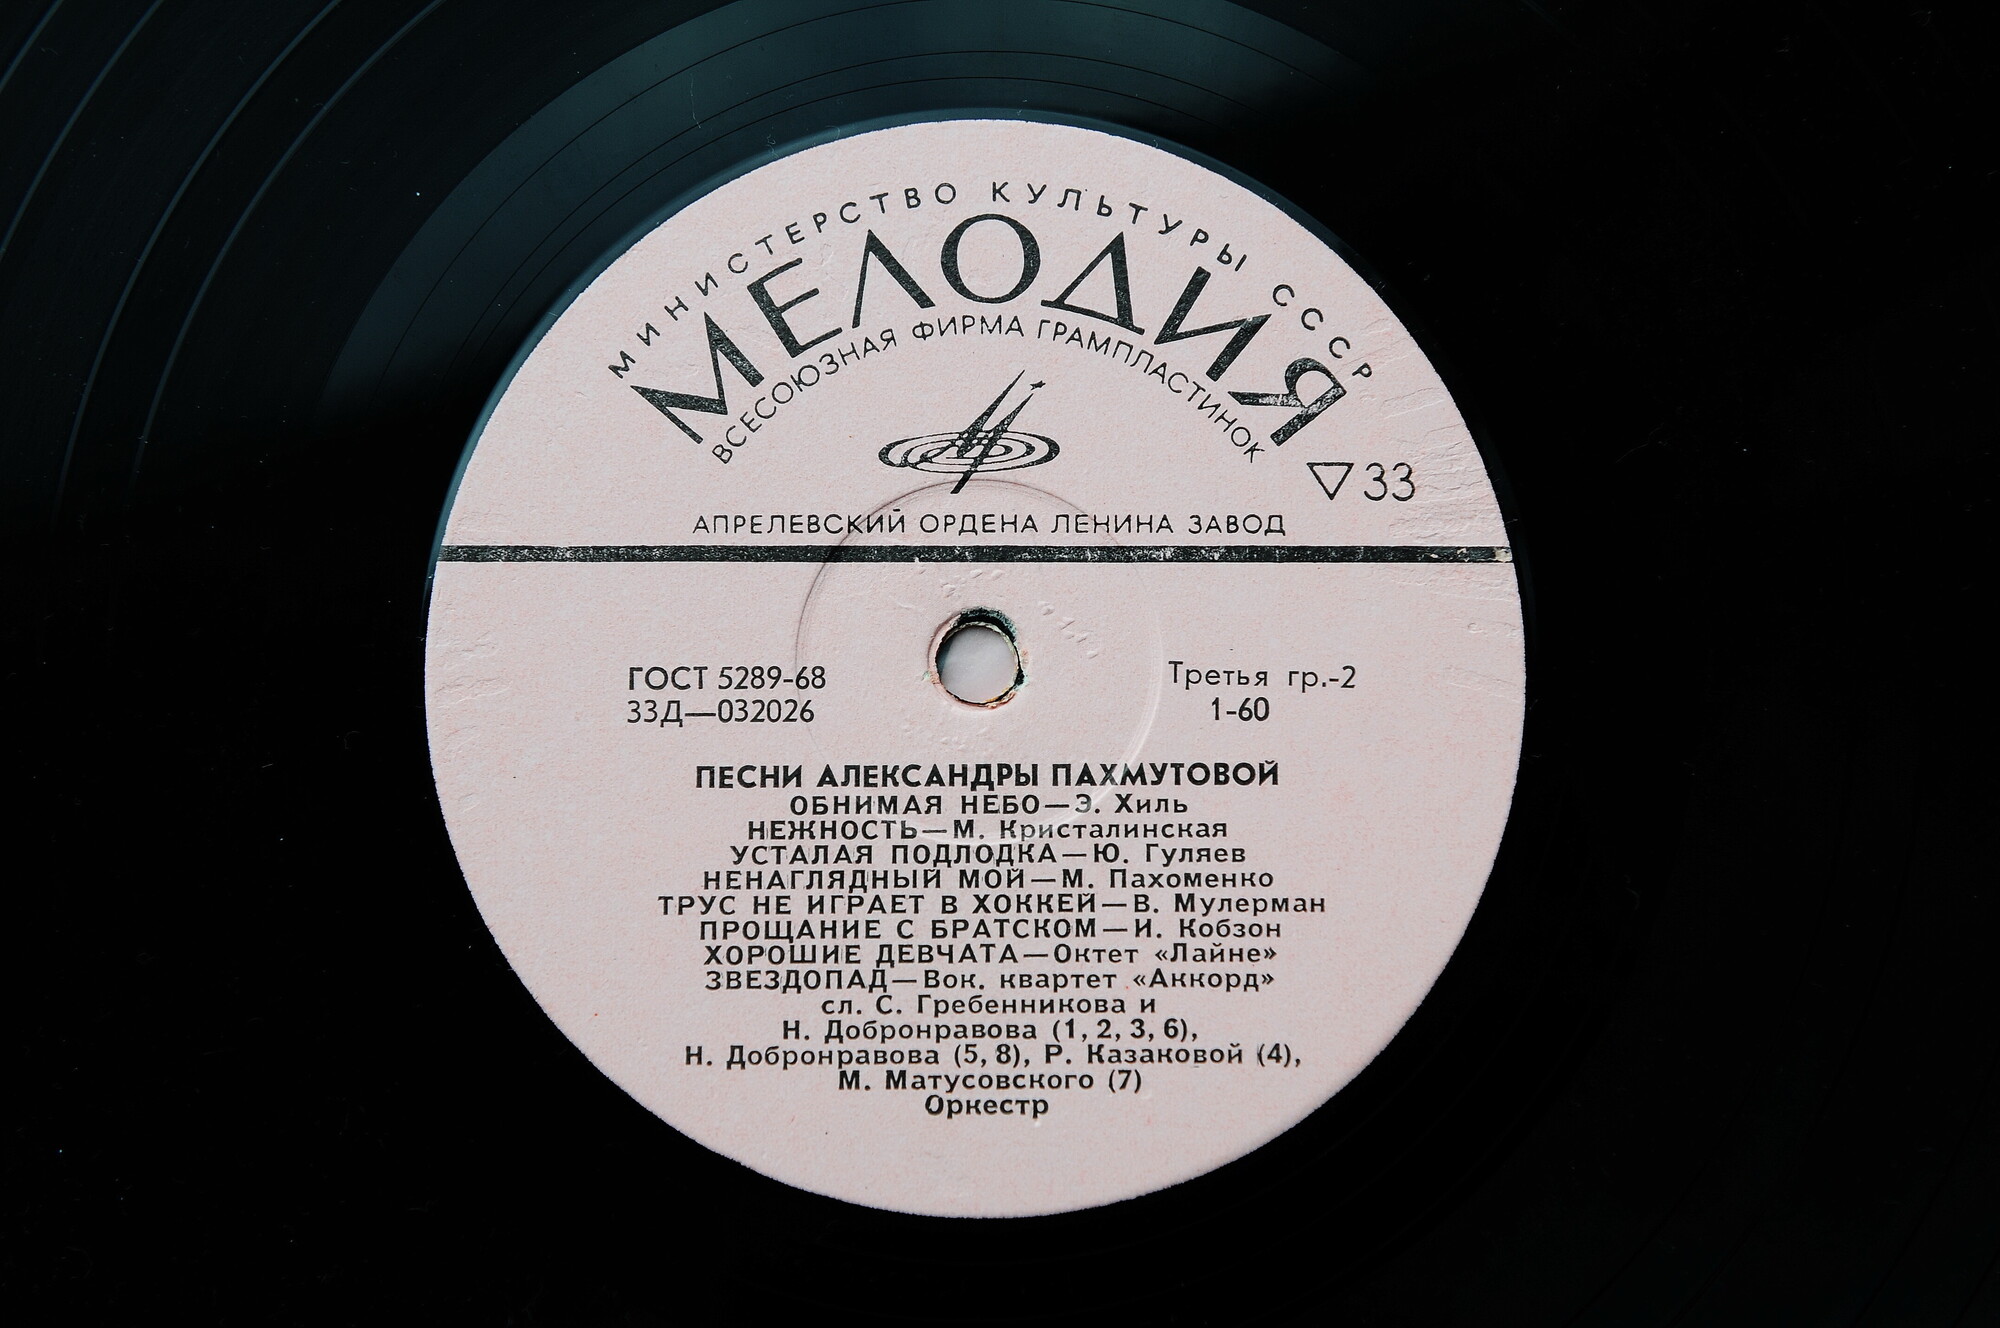 МИНИСТЕРСТВО КУЛЬТУРЫ СССР
МЕЛОДИЯ
ВСЕСОЮЗНАЯ ФИРМА ГРАМПЛАСТИНОК
▽33
АПРЕЛЕВСКИЙ ОРДЕНА ЛЕНИНА ЗАВОД
ГОСТ 5289-68
33Д—032026
Третья гр.-2
1-60
ПЕСНИ АЛЕКСАНДРЫ ПАХМУТОВОЙ
ОБНИМАЯ НЕБО—Э. Хиль
НЕЖНОСТЬ—М. Кристалинская
УСТАЛАЯ ПОДЛОДКА—Ю. Гуляев
НЕНАГЛЯДНЫЙ МОЙ—М. Пахоменко
ТРУС НЕ ИГРАЕТ В ХОККЕЙ—В. Мулерман
ПРОЩАНИЕ С БРАТСКОМ—И. Кобзон
ХОРОШИЕ ДЕВЧАТА—Октет «Лайне»
ЗВЕЗДОПАД—Вок. квартет «Аккорд»
сл. С. Гребенникова и
Н. Добронравова (1, 2, 3, 6),
Н. Добронравова (5, 8), Р. Казаковой (4),
М. Матусовского (7)
Оркестр